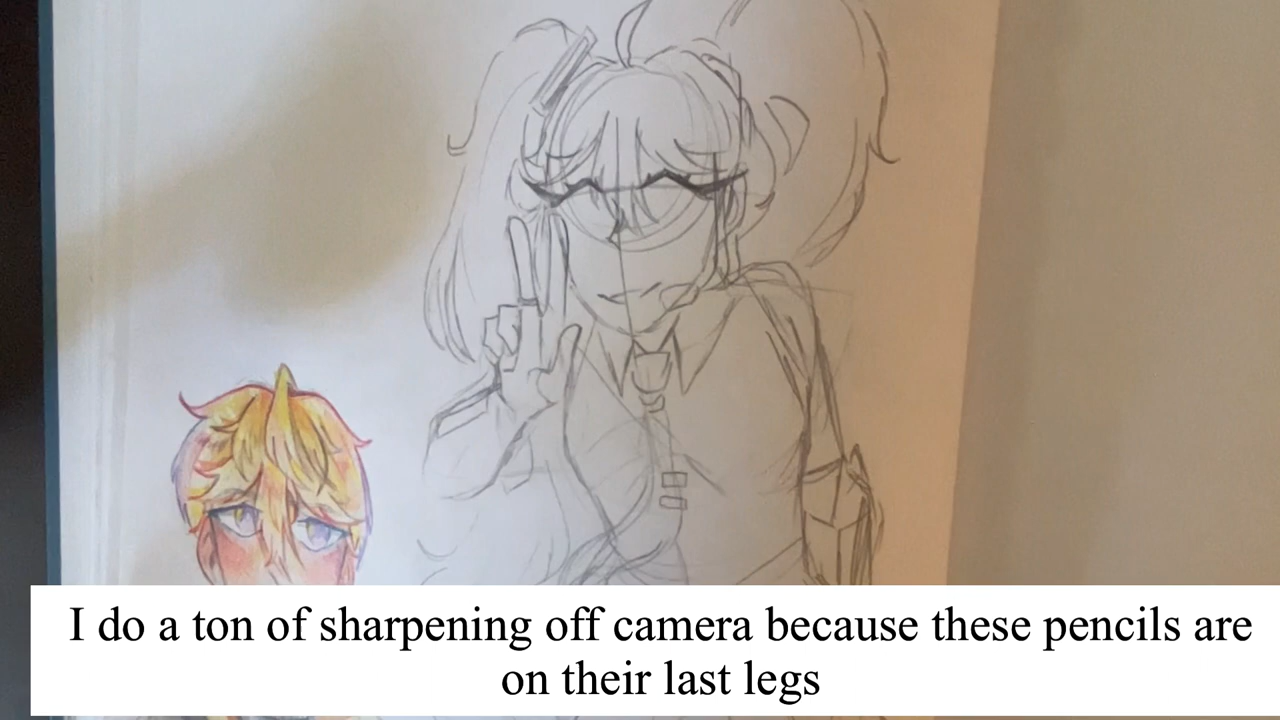 I do a ton of sharpening off camera because these pencils are
on their last legs